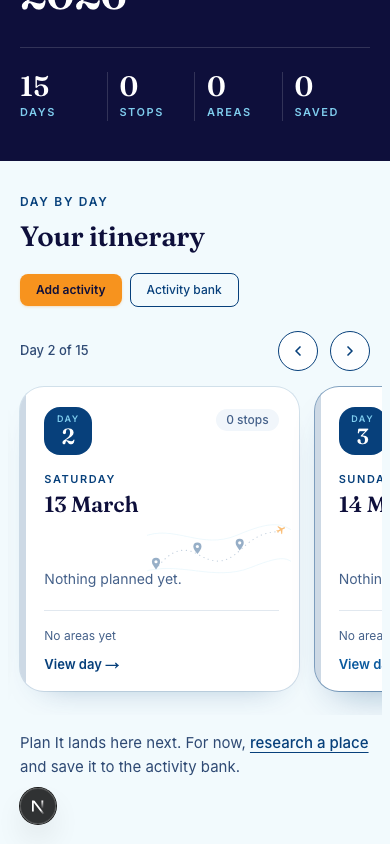 2026
15
DAYS
0
STOPS
0
AREAS
0
SAVED
DAY BY DAY
Your itinerary
Add activity
Activity bank
Day 2 of 15
DAY
2
0 stops
SATURDAY
13 March
Nothing planned yet.
No areas yet
View day →
DAY
3
SUNDA
14 M
Nothin
No area
View d
Plan It lands here next. For now, research a place
and save it to the activity bank.
N